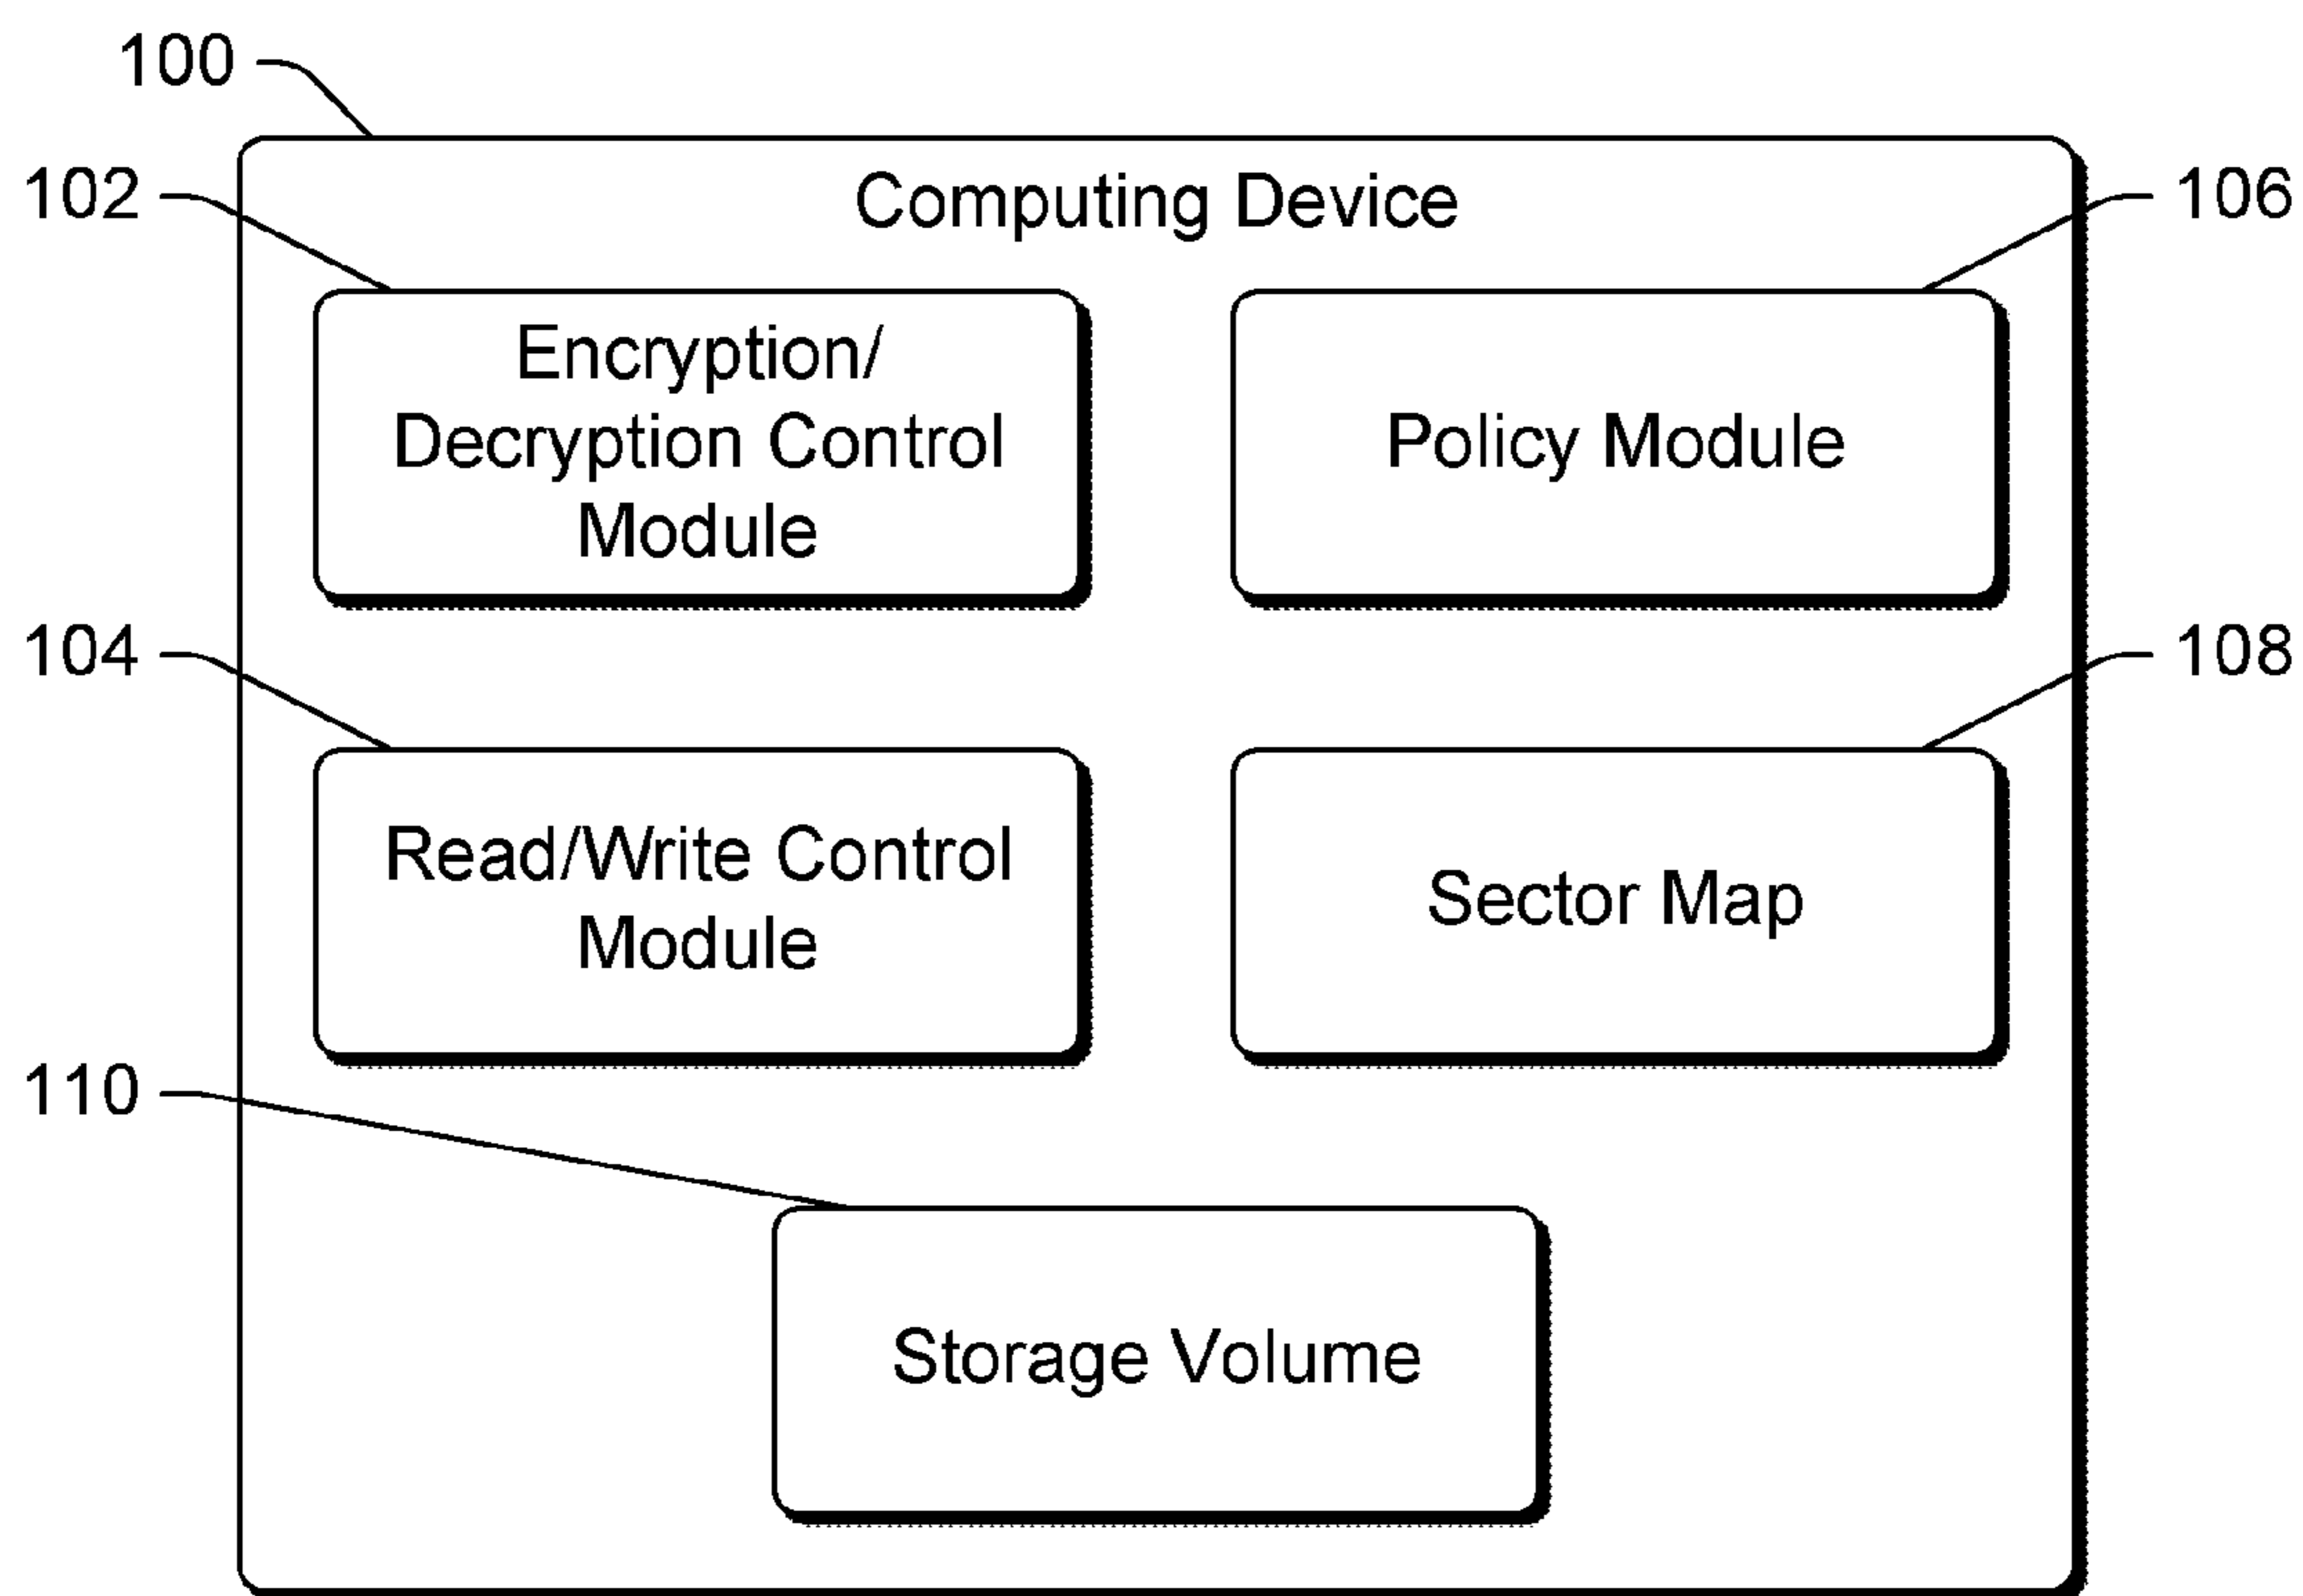 100
Computing Device
102
106
Encryption/
Decryption Control
Module
Policy Module
104
108
Read/Write Control
Module
Sector Map
110
Storage Volume